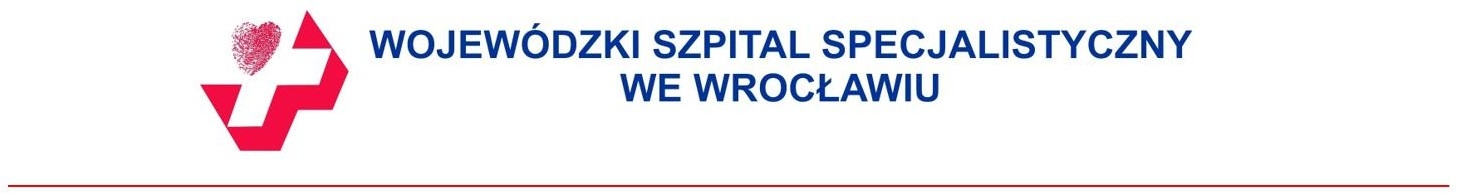 WOJEWÓDZKI SZPITAL SPECJALISTYCZNY
WE WROCŁAWIU